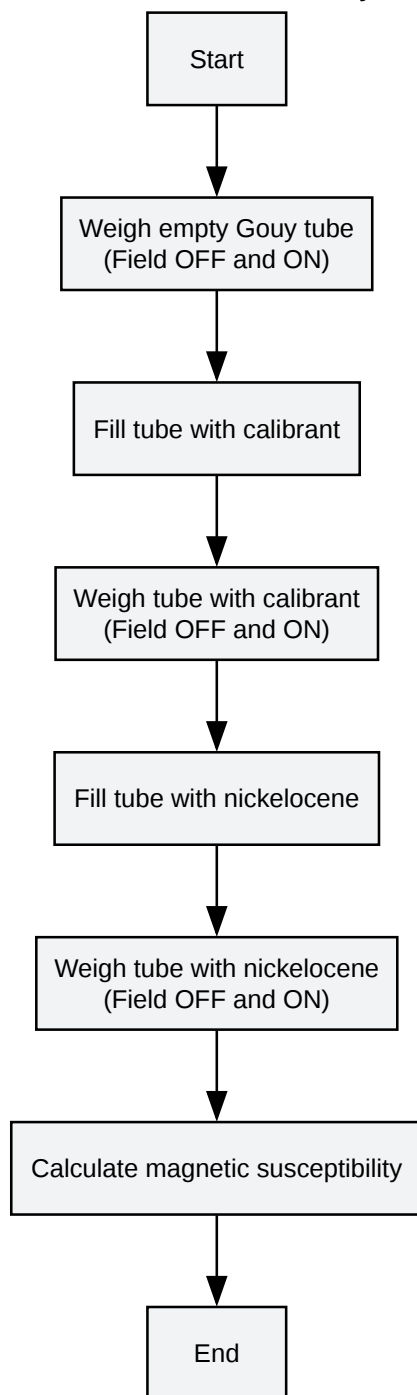 Start
Weigh empty Gouy tube
(Field OFF and ON)
Fill tube with calibrant
Weigh tube with calibrant
(Field OFF and ON)
Fill tube with nickelocene
Weigh tube with nickelocene
(Field OFF and ON)
Calculate magnetic susceptibility
End